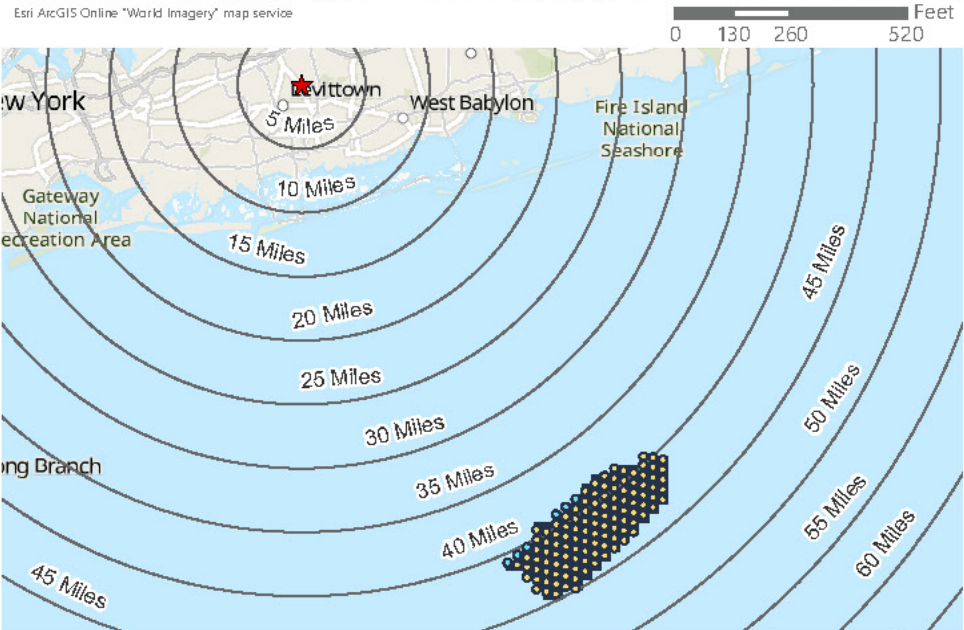 Esri ArcGIS Online "World Imagery" map service
Feet
0 130 260 520
ew York
Levittown
West Babylon
5 Miles
Fire Island
National
Seashore
10 Miles
Gateway
National
ecreation Area
15 Miles
45 Miles
20 Miles
25 Miles
30 Miles
50 Miles
ong Branch
35 Miles
55 Miles
40 Miles
60 Miles
45 Miles